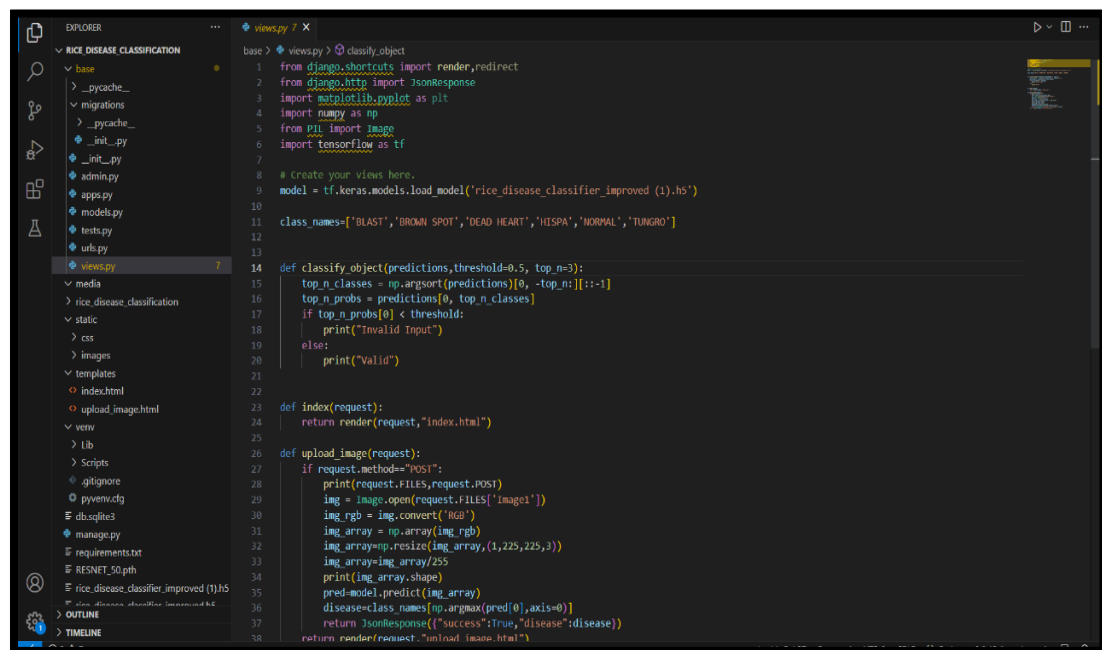 EXPLORER
RICE_DISEASE_CLASSIFICATION
base
__pycache__
migrations
__pycache__
__init__.py
__init__.py
admin.py
apps.py
models.py
tests.py
urls.py
views.py 7
media
rice_disease_classification
static
css
images
templates
index.html
upload_image.html
venv
Lib
Scripts
.gitignore
pyvenv.cfg
db.sqlite3
manage.py
requirements.txt
RESNET_50.pth
rice_disease_classifier_improved (1).h5
OUTLINE
TIMELINE
views.py 7
base > views.py > classify_object
1 from django.shortcuts import render,redirect
2 from django.http import JsonResponse
3 import matplotlib.pyplot as plt
4 import numpy as np
5 from PIL import Image
6 import tensorflow as tf
7
8 # Create your views here.
9 model = tf.keras.models.load_model('rice_disease_classifier_improved (1).h5')
10
11 class_names=['BLAST','BROWN SPOT','DEAD HEART','HISPA','NORMAL','TUNGRO']
12
13
14 def classify_object(predictions,threshold=0.5, top_n=3):
15 top_n_classes = np.argsort(predictions)[0, -top_n:][::-1]
16 top_n_probs = predictions[0, top_n_classes]
17 if top_n_probs[0] < threshold:
18 print("Invalid Input")
19 else:
20 print("Valid")
21
22
23 def index(request):
24 return render(request,"index.html")
25
26 def upload_image(request):
27 if request.method=="POST":
28 print(request.FILES,request.POST)
29 img = Image.open(request.FILES['Image1'])
30 img_rgb = img.convert('RGB')
31 img_array = np.array(img_rgb)
32 img_array=np.resize(img_array,(1,225,225,3))
33 img_array=img_array/255
34 print(img_array.shape)
35 pred=model.predict(img_array)
36 disease=class_names[np.argmax(pred[0],axis=0)]
37 return JsonResponse({"success":True,"disease":disease})
38 return render(request,"upload_image.html")